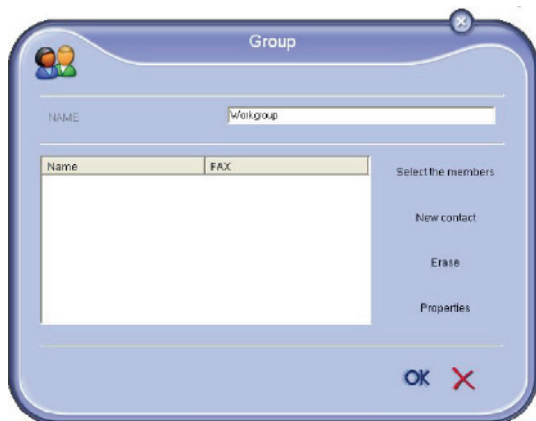 Group
NAME
Workgroup
Name FAX
Select the members
New contact
Erase
Properties
OK